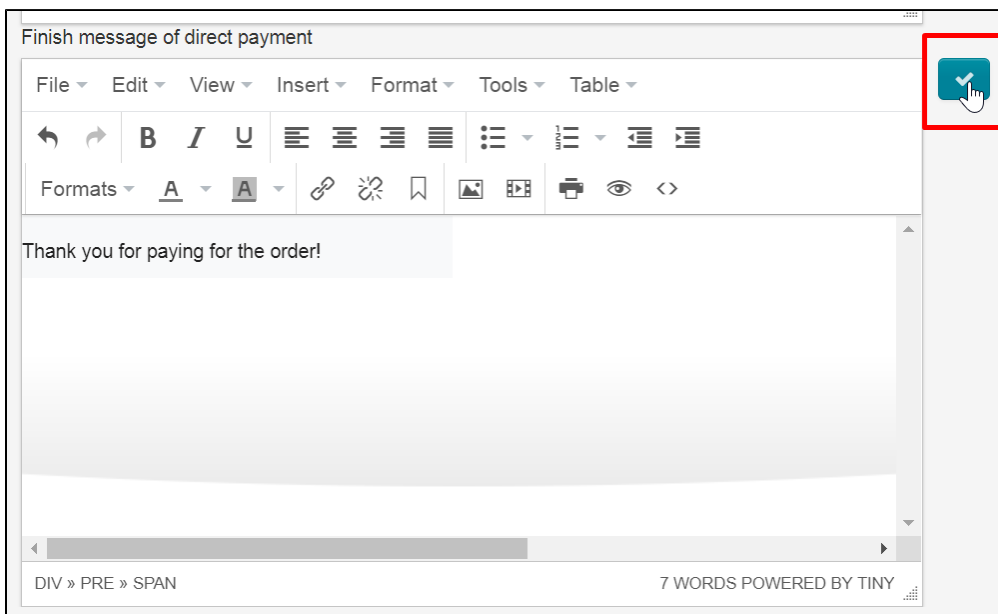 Finish message of direct payment
File Edit View Insert Format Tools Table
B I U
Formats A A
Thank you for paying for the order!
DIV » PRE » SPAN 7 WORDS POWERED BY TINY